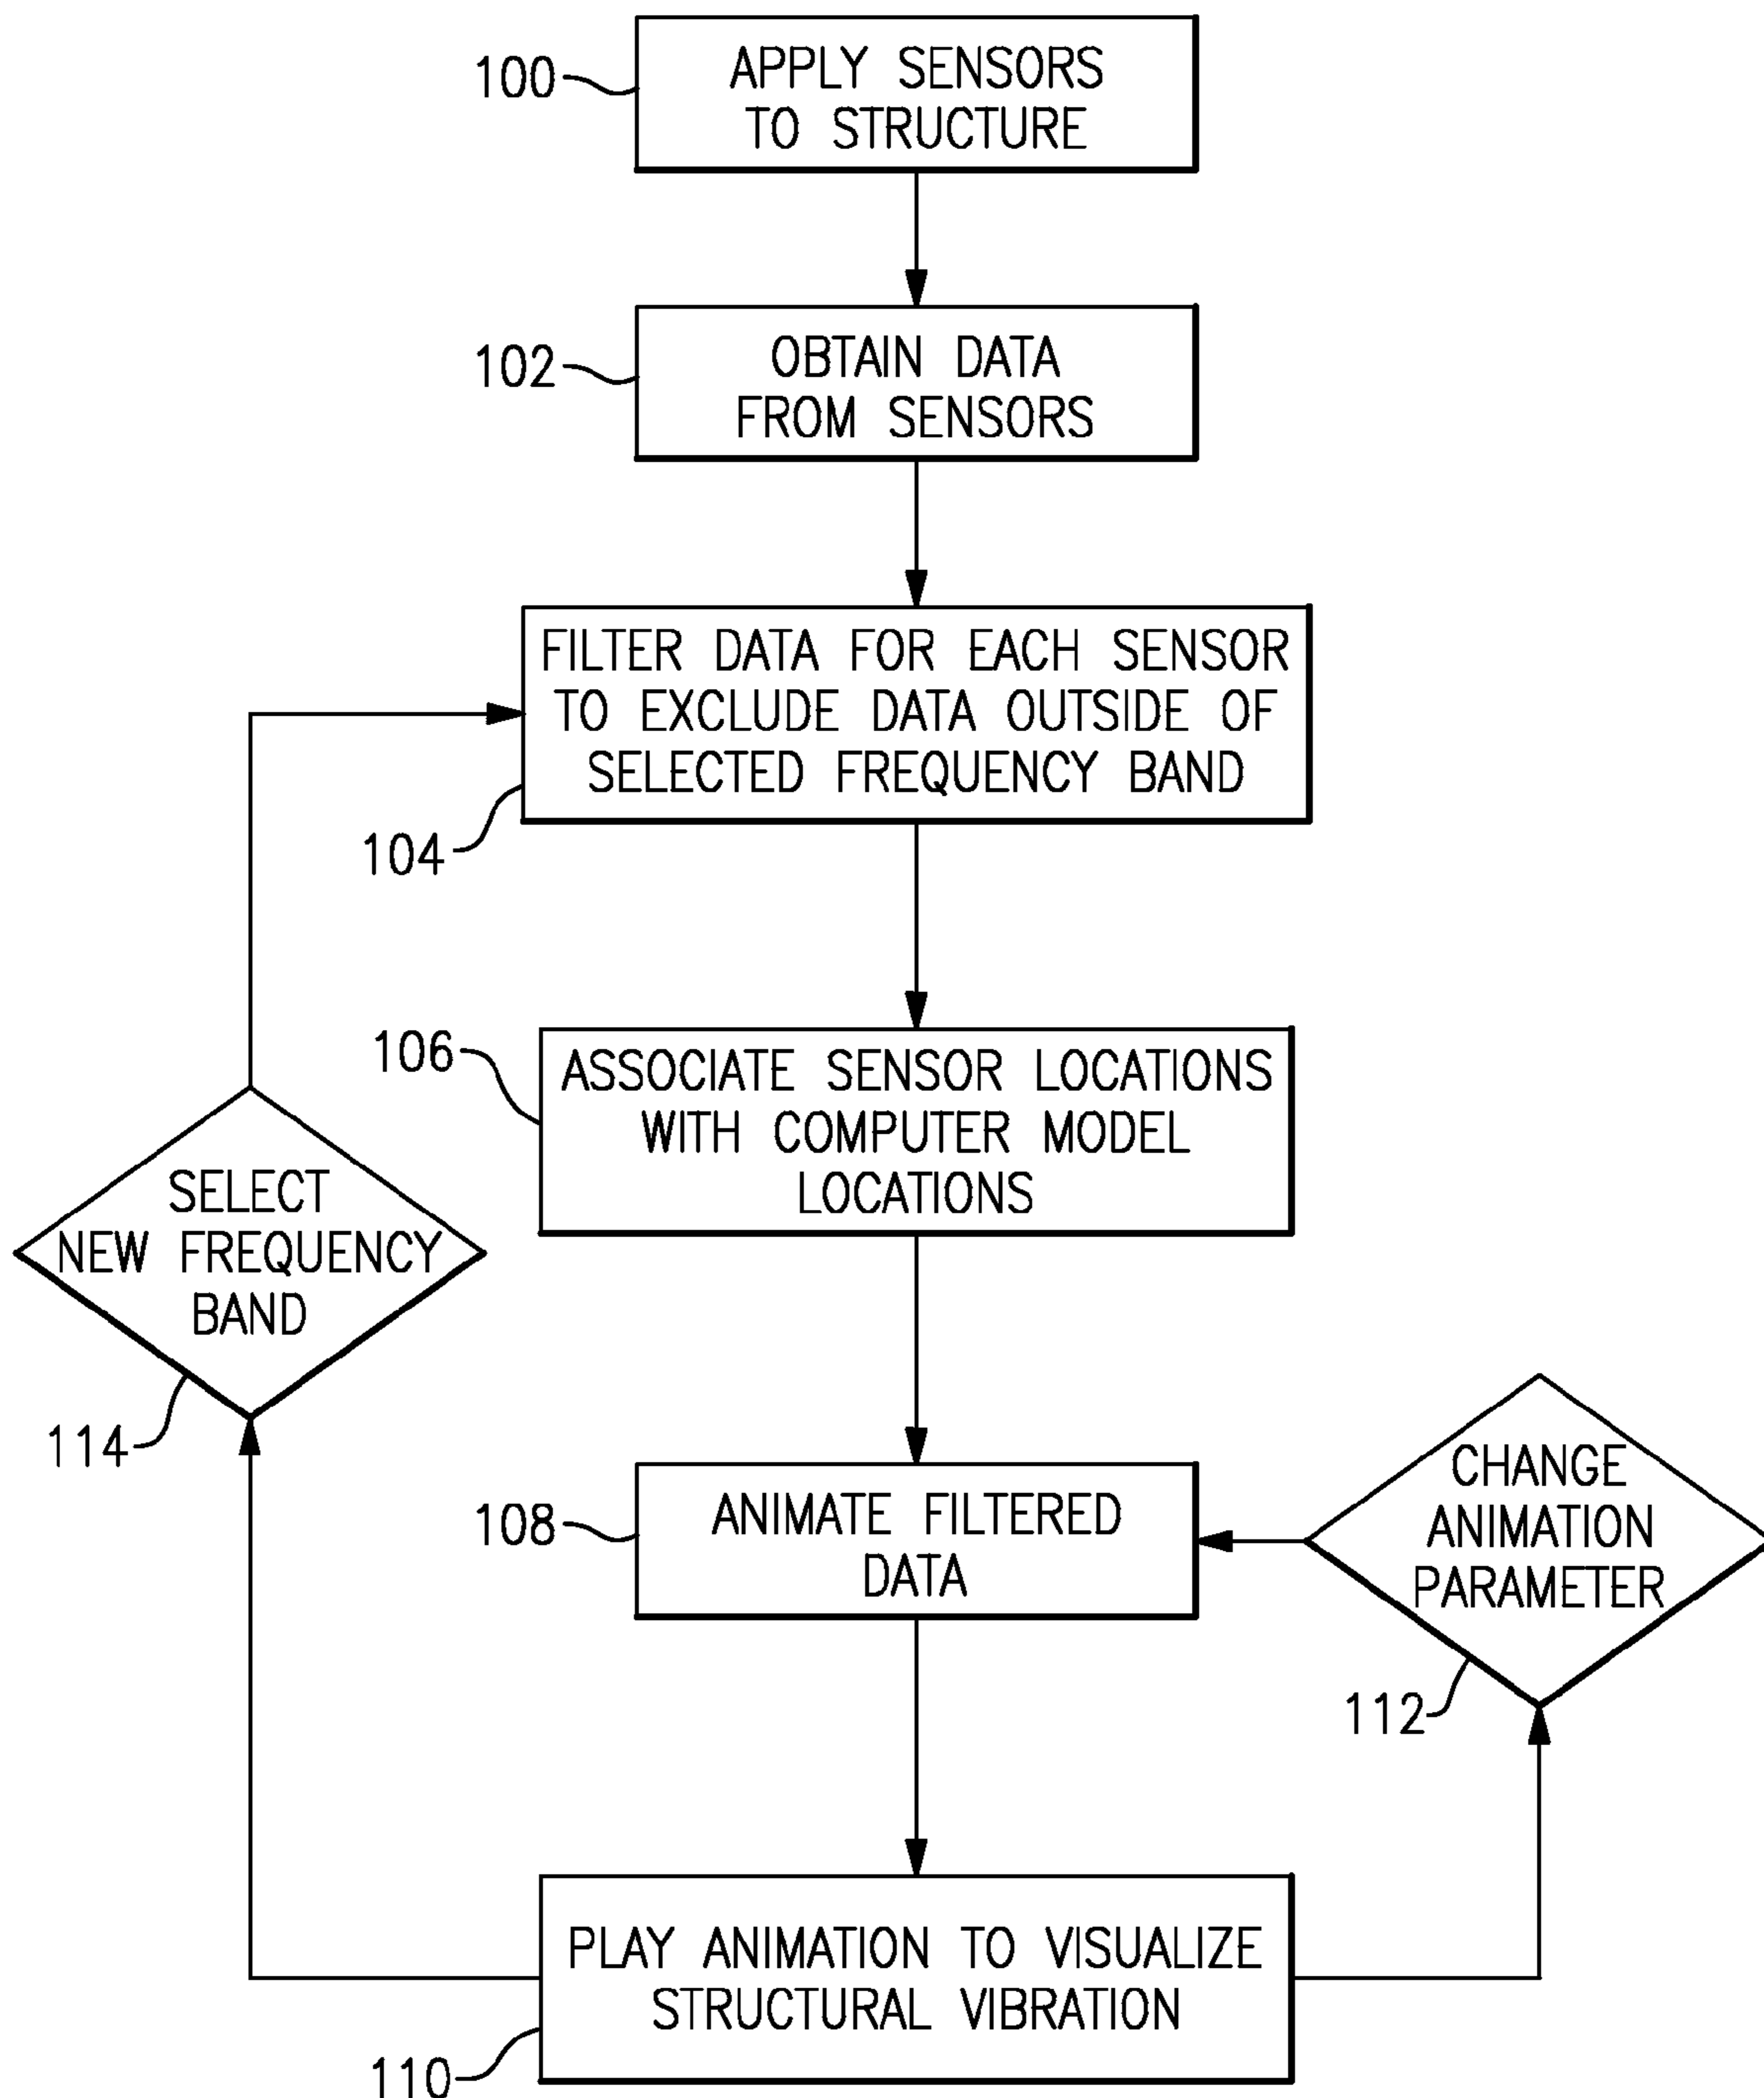 100
APPLY SENSORS
TO STRUCTURE
102
OBTAIN DATA
FROM SENSORS
FILTER DATA FOR EACH SENSOR
TO EXCLUDE DATA OUTSIDE OF
SELECTED FREQUENCY BAND
104
106
ASSOCIATE SENSOR LOCATIONS
WITH COMPUTER MODEL
LOCATIONS
SELECT
NEW FREQUENCY
BAND
114
108
ANIMATE FILTERED
DATA
CHANGE
ANIMATION
PARAMETER
112
PLAY ANIMATION TO VISUALIZE
STRUCTURAL VIBRATION
110